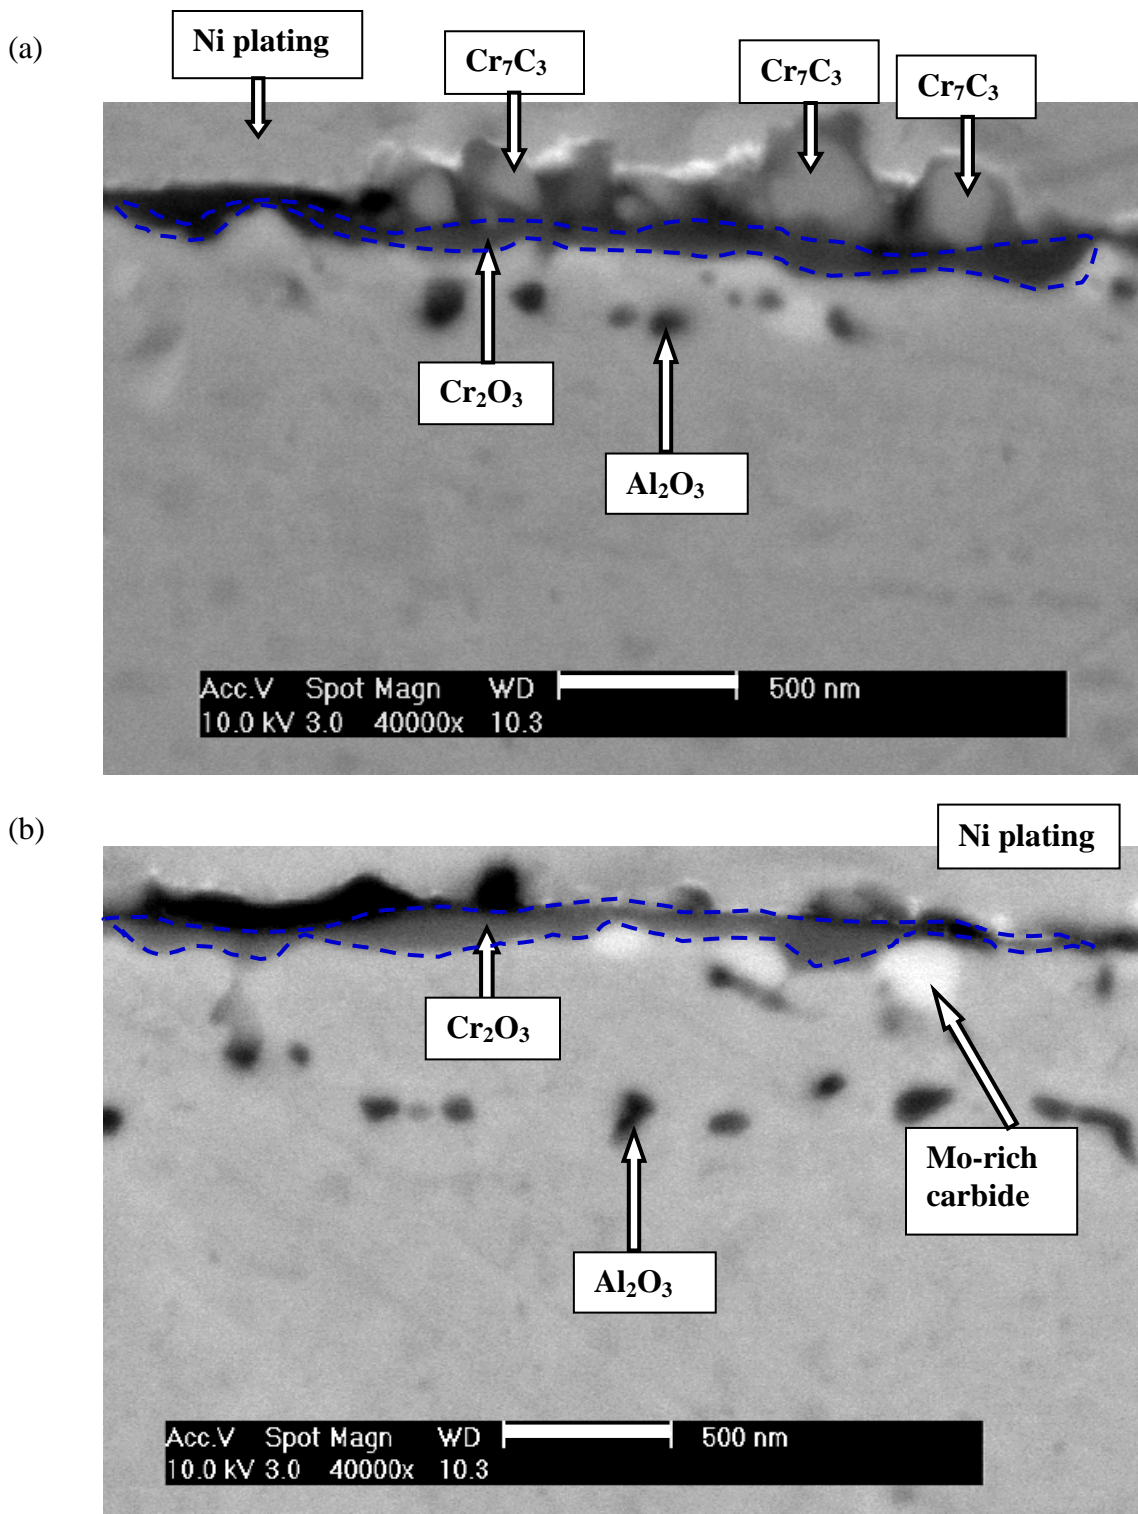 (a)
Ni plating
Cr₇C₃
Cr₇C₃
Cr₇C₃
Cr₂O₃
Al₂O₃
Acc.V Spot Magn WD 500 nm
10.0 kV 3.0 40000x 10.3
(b)
Ni plating
Cr₂O₃
Mo-rich
carbide
Al₂O₃
Acc.V Spot Magn WD 500 nm
10.0 kV 3.0 40000x 10.3